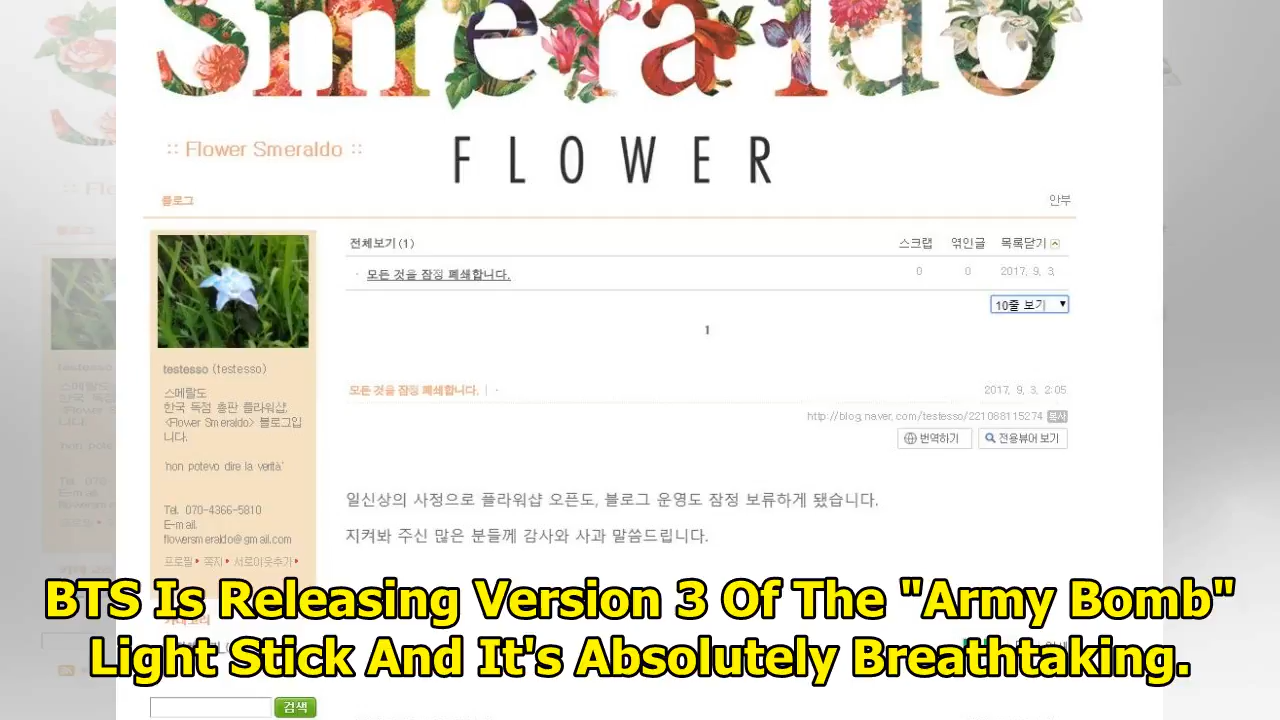 Smeraldo
FLOWER
:: Flower Smeraldo ::
블로그
안부
전체보기 (1)
스크랩 엮인글 목록닫기
· 모든 것을 잠정 폐쇄합니다.
0 0 2017. 9. 3.
10줄 보기
1
testesso (testesso)
스메랄도
한국 독점 총판 플라워샵,
<Flower Smeraldo> 블로그입
니다.
'non potevo dire la verità'
Tel. 070-4366-5810
E-mail.
flowersmeraldo@gmail.com
프로필 쪽지 서로이웃추가
모든 것을 잠정 폐쇄합니다. | ·
2017. 9. 3. 2:05
http://blog.naver.com/testesso/221088115274 복사
번역하기 전용뷰어 보기
일신상의 사정으로 플라워샵 오픈도, 블로그 운영도 잠정 보류하게 됐습니다.
지켜봐 주신 많은 분들께 감사와 사과 말씀드립니다.
BTS Is Releasing Version 3 Of The "Army Bomb"
Light Stick And It's Absolutely Breathtaking.
카테고리
검색